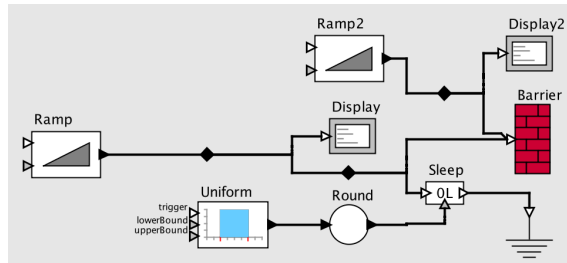 Ramp2
Display2
Display
Barrier
Ramp
Sleep
0L
Uniform
Round
trigger
lowerBound
upperBound